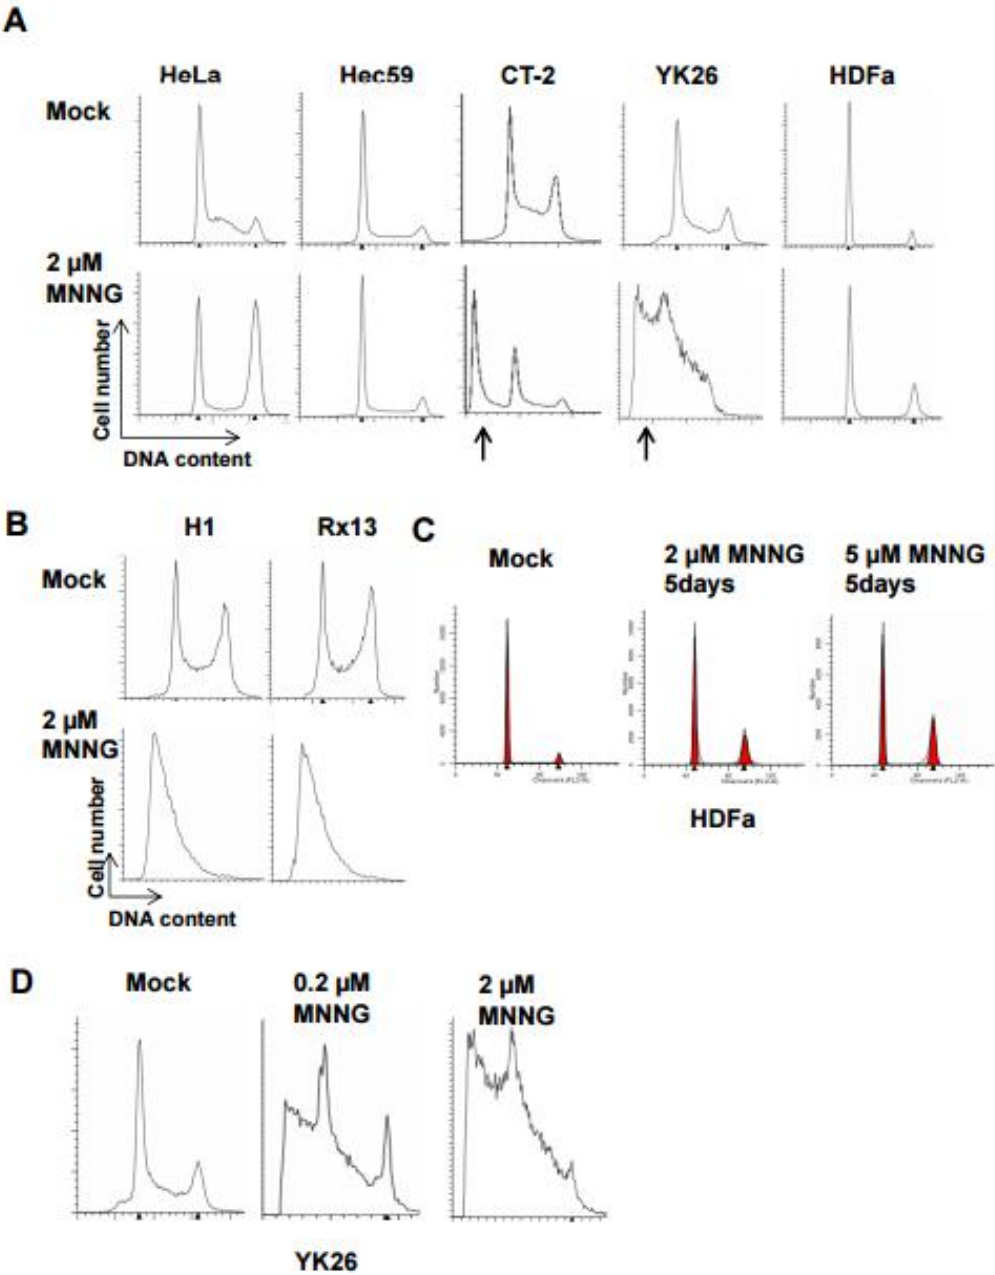 A
HeLa Hec59 CT-2 YK26 HDFa
Mock
2 µM
MNNG
Cell number
DNA content
B
H1 Rx13
Mock
2 µM
MNNG
Cell number
DNA content
C
Mock
2 µM MNNG
5days
5 µM MNNG
5days
HDFa
D
Mock
0.2 µM
MNNG
2 µM
MNNG
YK26